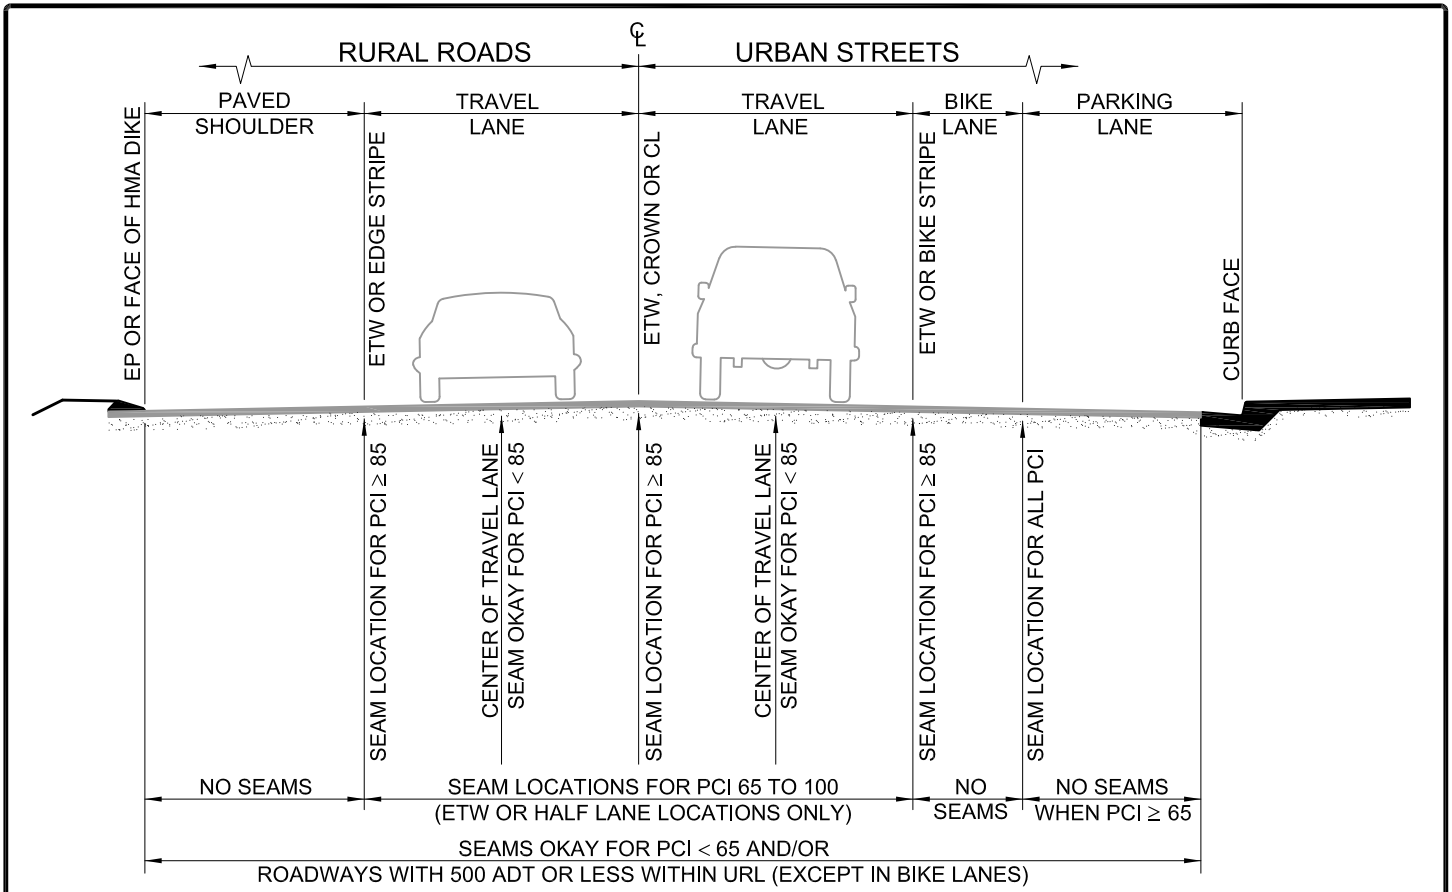 ℄
RURAL ROADS
URBAN STREETS
PAVED
SHOULDER
TRAVEL
LANE
TRAVEL
LANE
BIKE
LANE
PARKING
LANE
EP OR FACE OF HMA DIKE
ETW OR EDGE STRIPE
ETW, CROWN OR CL
ETW OR BIKE STRIPE
CURB FACE
SEAM LOCATION FOR PCI ≥ 85
CENTER OF TRAVEL LANE
SEAM OKAY FOR PCI < 85
SEAM LOCATION FOR PCI ≥ 85
CENTER OF TRAVEL LANE
SEAM OKAY FOR PCI < 85
SEAM LOCATION FOR PCI ≥ 85
SEAM LOCATION FOR ALL PCI
NO SEAMS
SEAM LOCATIONS FOR PCI 65 TO 100
(ETW OR HALF LANE LOCATIONS ONLY)
NO
SEAMS
NO SEAMS
WHEN PCI ≥ 65
SEAMS OKAY FOR PCI < 65 AND/OR
ROADWAYS WITH 500 ADT OR LESS WITHIN URL (EXCEPT IN BIKE LANES)